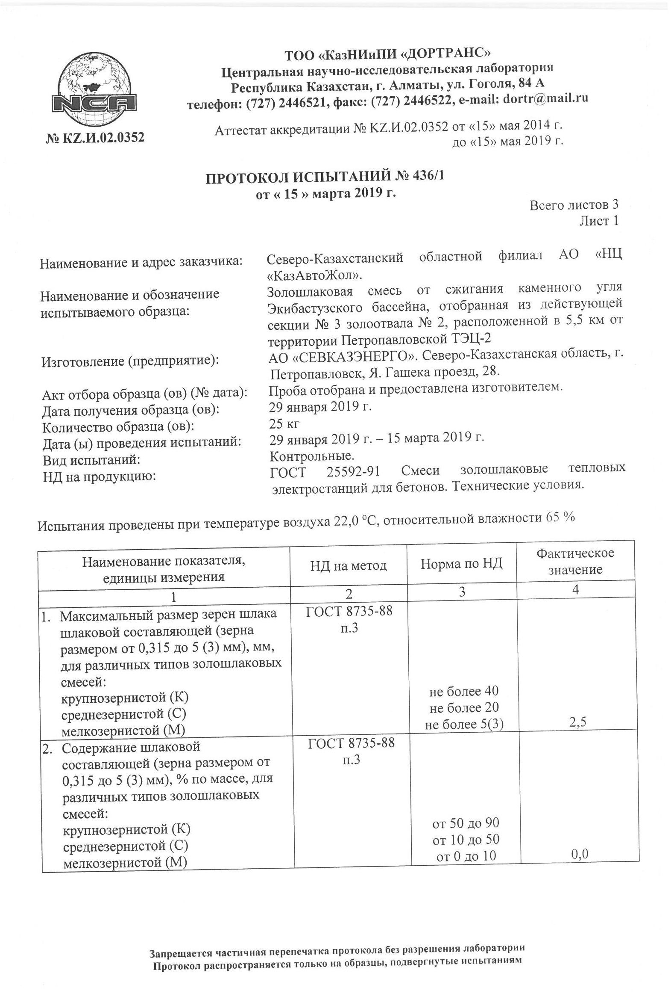 ТОО «КазНИиПИ «ДОРТРАНС»
Центральная научно-исследовательская лаборатория
Республика Казахстан, г. Алматы, ул. Гоголя, 84 А
телефон: (727) 2446521, факс: (727) 2446522, e-mail: dortr@mail.ru
NCA
№ KZ.И.02.0352
Аттестат аккредитации № KZ.И.02.0352 от «15» мая 2014 г.
до «15» мая 2019 г.
ПРОТОКОЛ ИСПЫТАНИЙ № 436/1
от « 15 » марта 2019 г.
Всего листов 3
Лист 1
Наименование и адрес заказчика: Северо-Казахстанский областной филиал АО «НЦ
«КазАвтоЖол».
Наименование и обозначение Золошлаковая смесь от сжигания каменного угля
испытываемого образца: Экибастузского бассейна, отобранная из действующей
секции № 3 золоотвала № 2, расположенной в 5,5 км от
территории Петропавловской ТЭЦ-2
Изготовление (предприятие): АО «СЕВКАЗЭНЕРГО». Северо-Казахстанская область, г.
Петропавловск, Я. Гашека проезд, 28.
Акт отбора образца (ов) (№ дата): Проба отобрана и предоставлена изготовителем.
Дата получения образца (ов): 29 января 2019 г.
Количество образца (ов): 25 кг
Дата (ы) проведения испытаний: 29 января 2019 г. – 15 марта 2019 г.
Вид испытаний: Контрольные.
НД на продукцию: ГОСТ 25592-91 Смеси золошлаковые тепловых
электростанций для бетонов. Технические условия.
Испытания проведены при температуре воздуха 22,0 °С, относительной влажности 65 %
Наименование показателя,
единицы измерения
НД на метод
Норма по НД
Фактическое
значение
1 2 3 4
1. Максимальный размер зерен шлака ГОСТ 8735-88
шлаковой составляющей (зерна п.3
размером от 0,315 до 5 (3) мм), мм,
для различных типов золошлаковых
смесей:
крупнозернистой (К) не более 40
среднезернистой (С) не более 20
мелкозернистой (М) не более 5(3) 2,5
2. Содержание шлаковой ГОСТ 8735-88
составляющей (зерна размером от п.3
0,315 до 5 (3) мм), % по массе, для
различных типов золошлаковых
смесей:
крупнозернистой (К) от 50 до 90
среднезернистой (С) от 10 до 50
мелкозернистой (М) от 0 до 10 0,0
Запрещается частичная перепечатка протокола без разрешения лаборатории
Протокол распространяется только на образцы, подвергнутые испытаниям